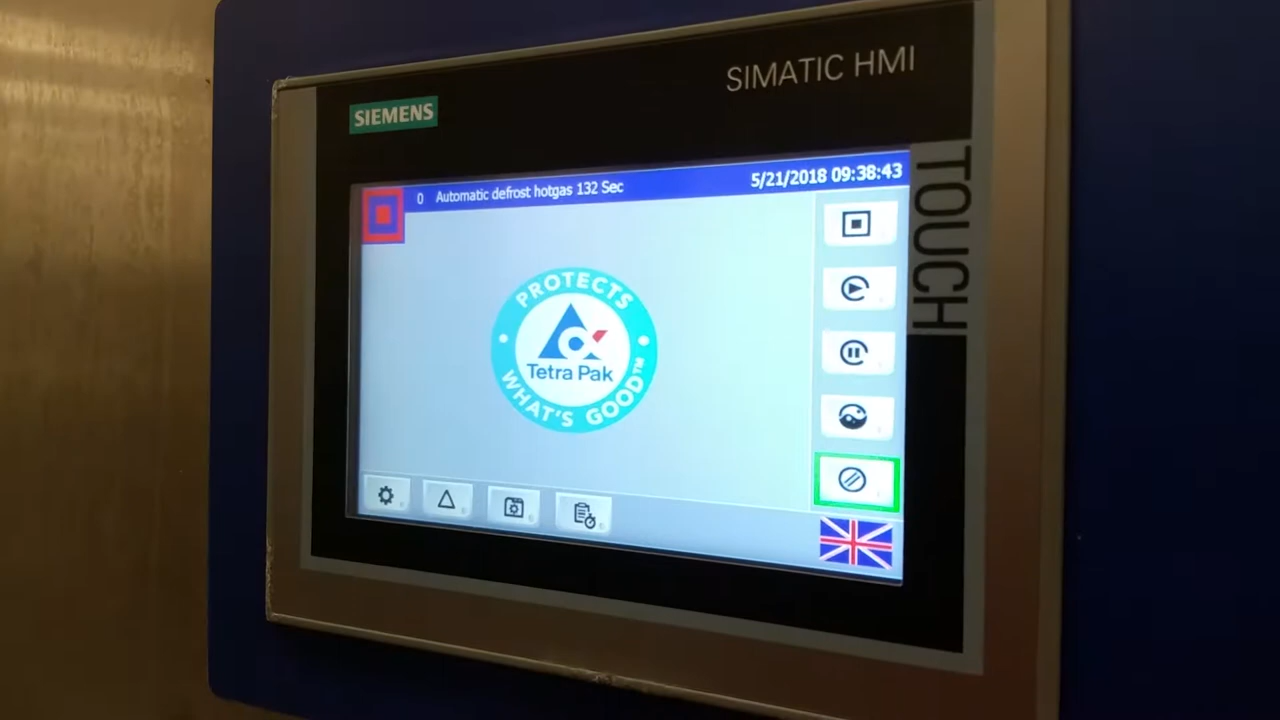 SIMATIC HMI
SIEMENS
0 Automatic defrost hotgas 132 Sec
5/21/2018 09:38:43
TOUCH
PROTECTS
Tetra Pak
WHAT'S GOOD™